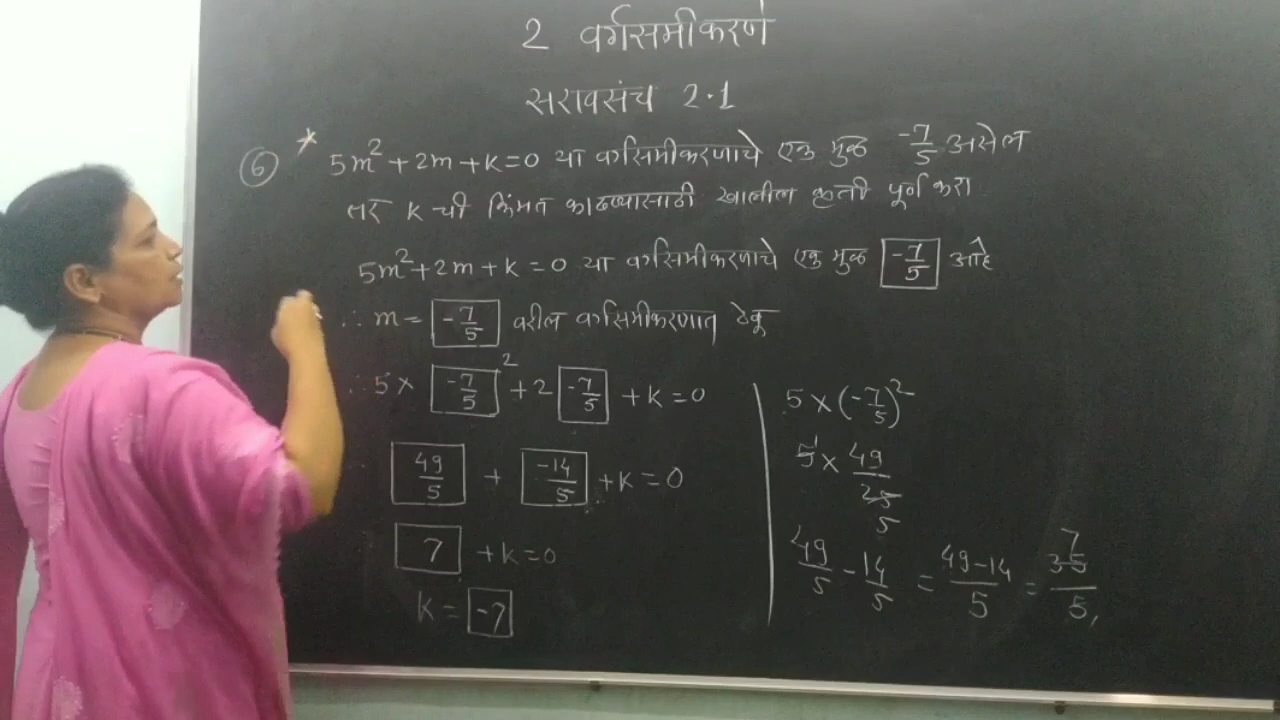 2 वर्गसमीकरणे
सरावसंच 2.1
6 * 5m²+2m+k=0 या वर्गसमीकरणाचे एक मुळ -7/5 असेल
तर k ची किंमत काढण्यासाठी खालील कृती पूर्ण करा
5m²+2m+k=0 या वर्गसमीकरणाचे एक मुळ -7/5 आहे
∴ m= -7/5 वरील वर्गसमीकरणात ठेवू
∴ 5× -7/5 ² +2 -7/5 +k=0
49/5 + -14/5 +k=0
7 +k=0
k= -7
5×(-7/5)²
5 1 × 49/25 5
49/5 - 14/5 = 49-14/5 = 35 7/5,